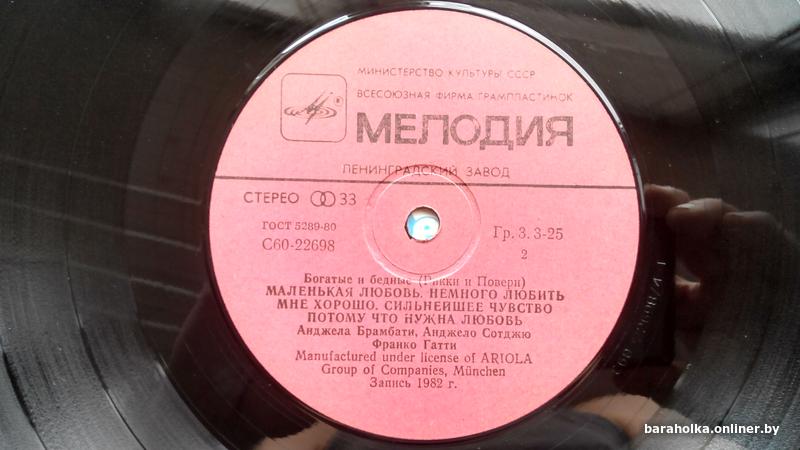 МИНИСТЕРСТВО КУЛЬТУРЫ СССР
ВСЕСОЮЗНАЯ ФИРМА ГРАМПЛАСТИНОК
МЕЛОДИЯ
ЛЕНИНГРАДСКИЙ ЗАВОД
СТЕРЕО 33
ГОСТ 5289-80
С60-22698
Гр. 3. 3-25
2
Богатые и бедные (Рикки и Повери)
МАЛЕНЬКАЯ ЛЮБОВЬ. НЕМНОГО ЛЮБИТЬ
МНЕ ХОРОШО. СИЛЬНЕЙШЕЕ ЧУВСТВО
ПОТОМУ ЧТО НУЖНА ЛЮБОВЬ
Анджела Брамбати, Анджело Сотджю
Франко Гатти
Manufactured under license of ARIOLA
Group of Companies, München
Запись 1982 г.
baraholka.onliner.by